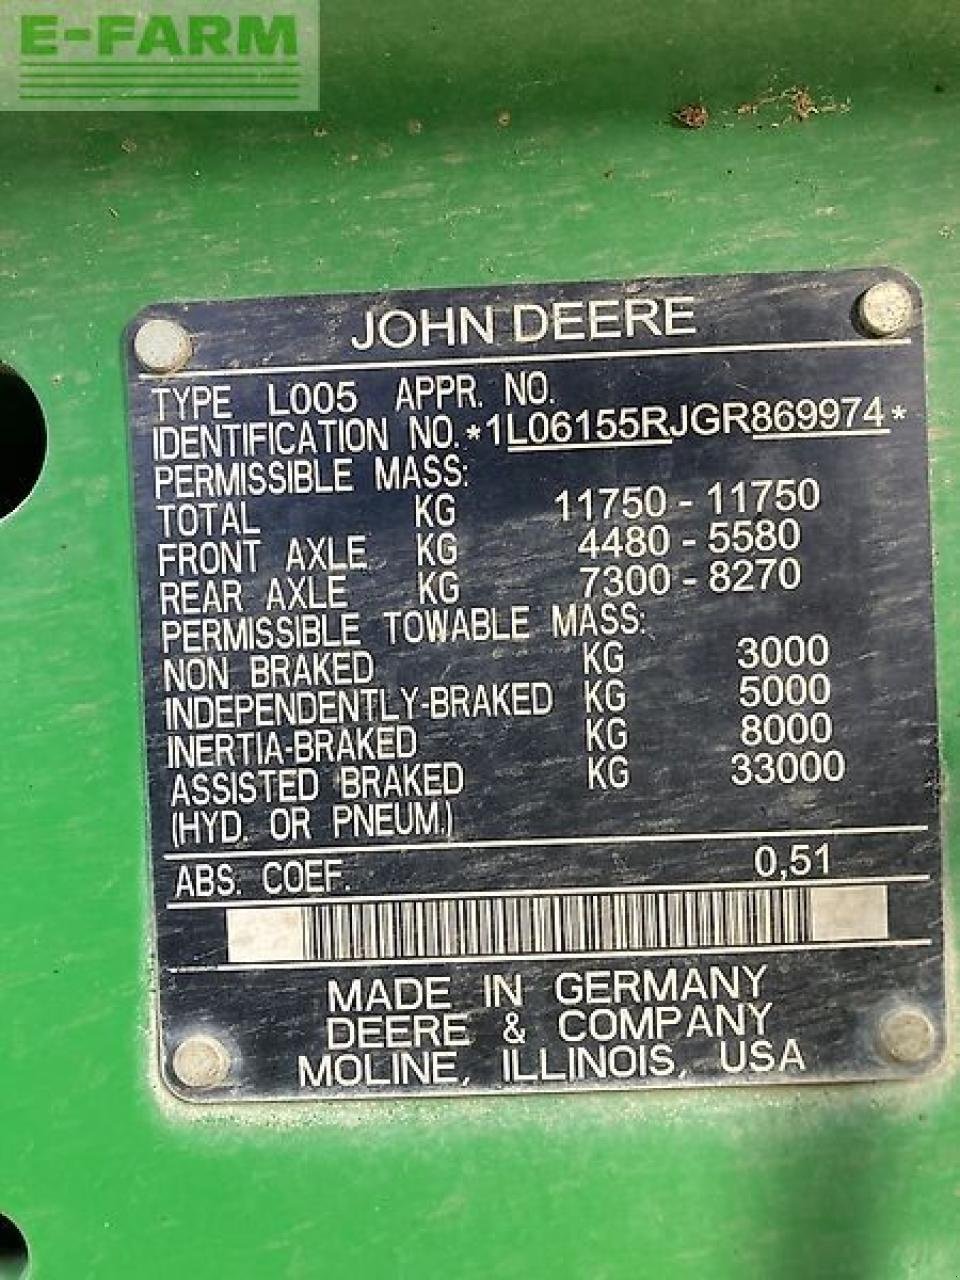 E-FARM
JOHN DEERE
TYPE L005 APPR. NO.
IDENTIFICATION NO. *1L06155RJGR869974*
PERMISSIBLE MASS:
TOTAL KG 11750 - 11750
FRONT AXLE KG 4480 - 5580
REAR AXLE KG 7300 - 8270
PERMISSIBLE TOWABLE MASS:
NON BRAKED KG 3000
INDEPENDENTLY-BRAKED KG 5000
INERTIA-BRAKED KG 8000
ASSISTED BRAKED KG 33000
(HYD. OR PNEUM.)
ABS. COEF. 0,51
MADE IN GERMANY
DEERE & COMPANY
MOLINE, ILLINOIS, USA